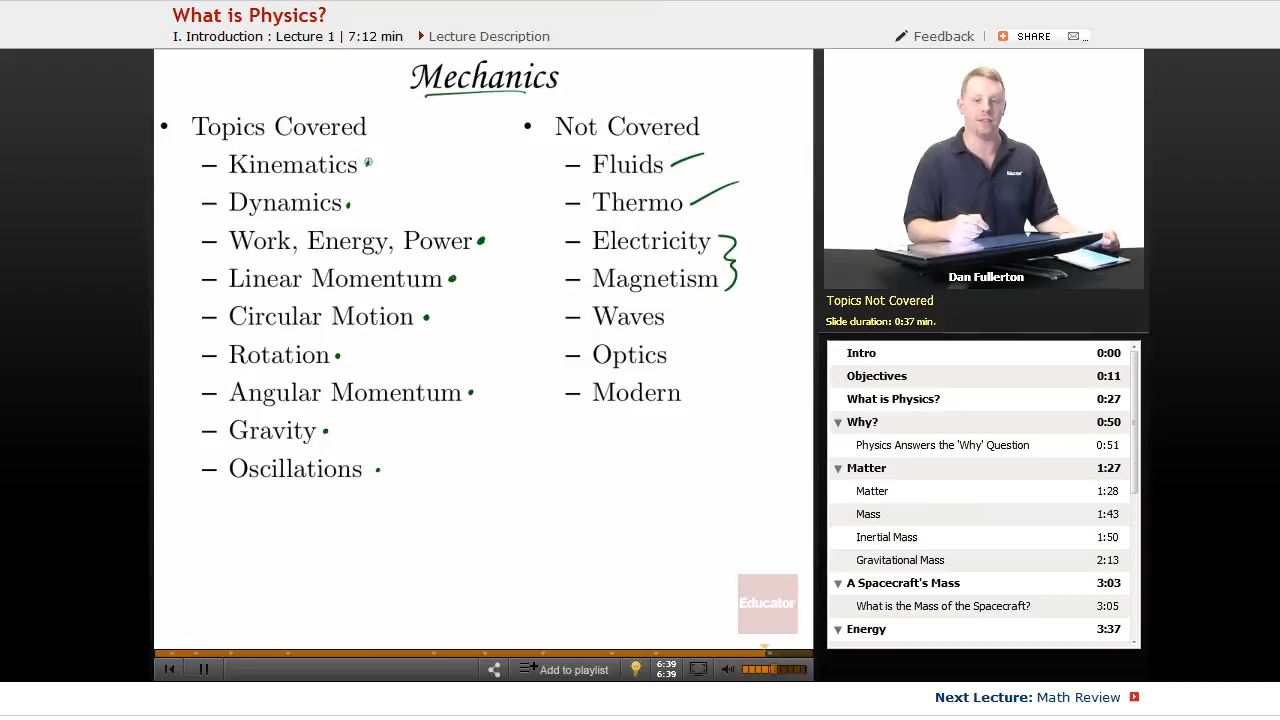 What is Physics?
I. Introduction : Lecture 1 | 7:12 min
Lecture Description
Feedback
SHARE
Mechanics
• Topics Covered
– Kinematics
– Dynamics
– Work, Energy, Power
– Linear Momentum
– Circular Motion
– Rotation
– Angular Momentum
– Gravity
– Oscillations
• Not Covered
– Fluids
– Thermo
– Electricity
– Magnetism
– Waves
– Optics
– Modern
Educator
Dan Fullerton
Topics Not Covered
Slide duration: 0:37 min.
Intro 0:00
Objectives 0:11
What is Physics? 0:27
Why? 0:50
Physics Answers the 'Why' Question 0:51
Matter 1:27
Matter 1:28
Mass 1:43
Inertial Mass 1:50
Gravitational Mass 2:13
A Spacecraft's Mass 3:03
What is the Mass of the Spacecraft? 3:05
Energy 3:37
Add to playlist
6:39
6:39
Next Lecture: Math Review